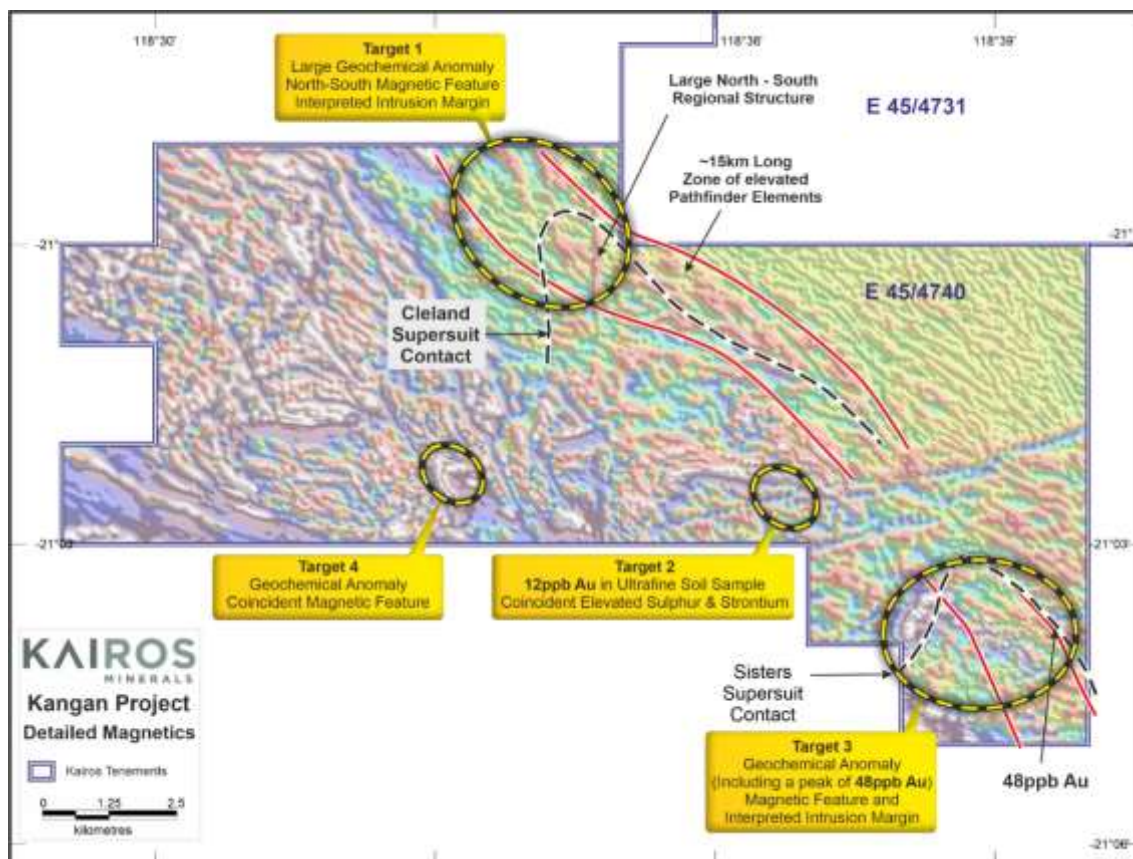 118°30'
118°36'
118°39'
Target 1
Large Geochemical Anomaly
North-South Magnetic Feature
Interpreted Intrusion Margin
Large North - South
Regional Structure
E 45/4731
~15km Long
Zone of elevated
Pathfinder Elements
-21°
-21°
E 45/4740
Cleland
Supersuit
Contact
-21°03'
-21°03'
Target 4
Geochemical Anomaly
Coincident Magnetic Feature
Target 2
12ppb Au in Ultrafine Soil Sample
Coincident Elevated Sulphur & Strontium
Sisters
Supersuit
Contact
Target 3
Geochemical Anomaly
(Including a peak of 48ppb Au)
Magnetic Feature and
Interpreted Intrusion Margin
48ppb Au
KAIROS
MINERALS
Kangan Project
Detailed Magnetics
Kairos Tenements
0 1.25 2.5
kilometres
-21°06'